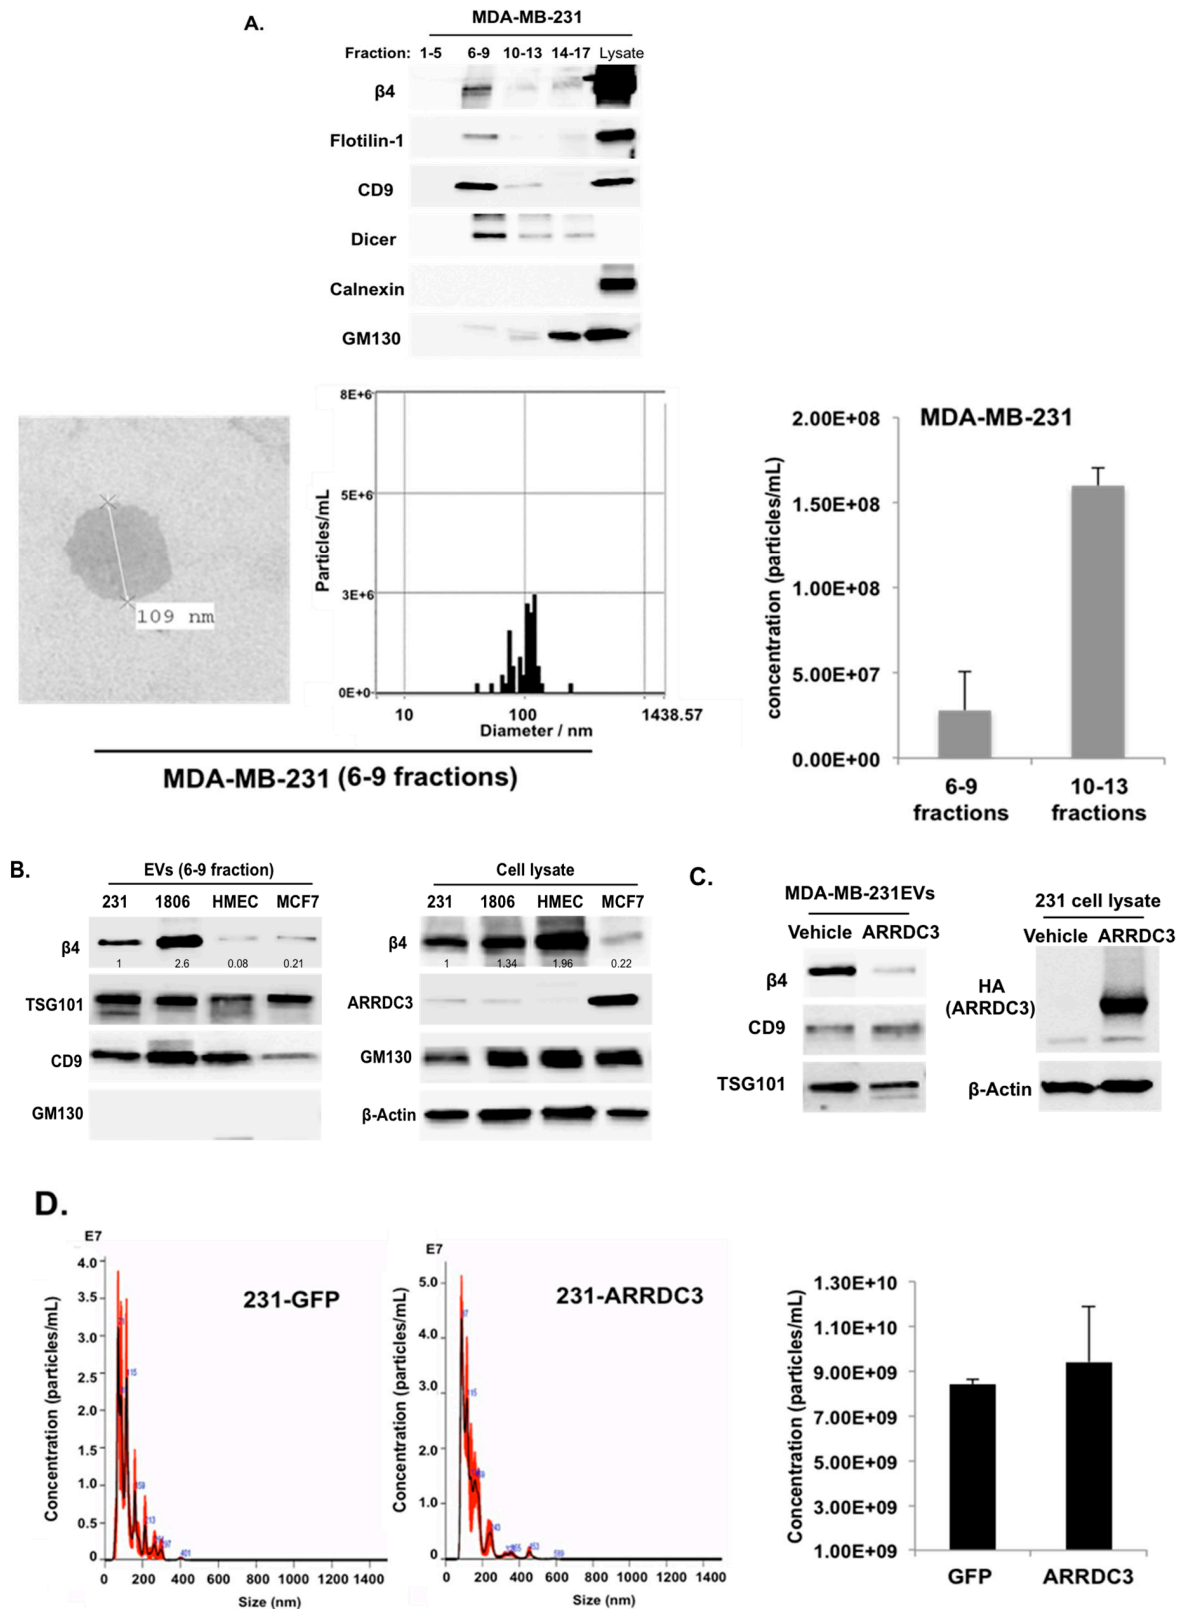 A.
MDA-MB-231
Fraction: 1-5 6-9 10-13 14-17 Lysate
β4
Flotilin-1
CD9
Dicer
Calnexin
GM130
109 nm
Particles/mL
8E+6
5E+6
3E+6
0E+0
10 100 1438.57
Diameter / nm
MDA-MB-231 (6-9 fractions)
MDA-MB-231
concentration (particles/mL)
2.00E+08
1.50E+08
1.00E+08
5.00E+07
0.00E+00
6-9 10-13
fractions fractions
B.
EVs (6-9 fraction)
231 1806 HMEC MCF7
β4
1 2.6 0.08 0.21
TSG101
CD9
GM130
Cell lysate
231 1806 HMEC MCF7
β4
1 1.34 1.96 0.22
ARRDC3
GM130
β-Actin
C.
MDA-MB-231EVs
Vehicle ARRDC3
β4
CD9
TSG101
231 cell lysate
Vehicle ARRDC3
HA
(ARRDC3)
β-Actin
D.
E7
231-GFP
Concentration (particles/mL)
4.0
3.5
3.0
2.5
2.0
1.5
1.0
0.5
0
115
159
213
401
0 200 400 600 800 1000 1200 1400
Size (nm)
E7
231-ARRDC3
Concentration (particles/mL)
5.0
4.0
3.0
2.0
1.0
0
115
243
453
569
0 200 400 600 800 1000 1200 1400
Size (nm)
Concentration (particles/mL)
1.30E+10
1.10E+10
9.00E+09
7.00E+09
5.00E+09
3.00E+09
1.00E+09
GFP ARRDC3